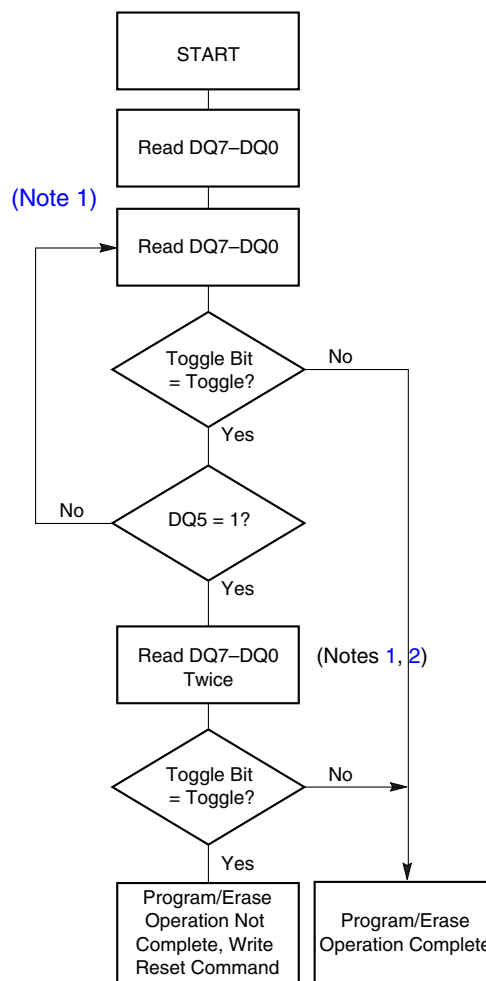 START
Read DQ7–DQ0
(Note 1)
Read DQ7–DQ0
Toggle Bit
= Toggle?
No
Yes
No
DQ5 = 1?
Yes
Read DQ7–DQ0
Twice
(Notes 1, 2)
Toggle Bit
= Toggle?
No
Yes
Program/Erase
Operation Not
Complete, Write
Reset Command
Program/Erase
Operation Complete